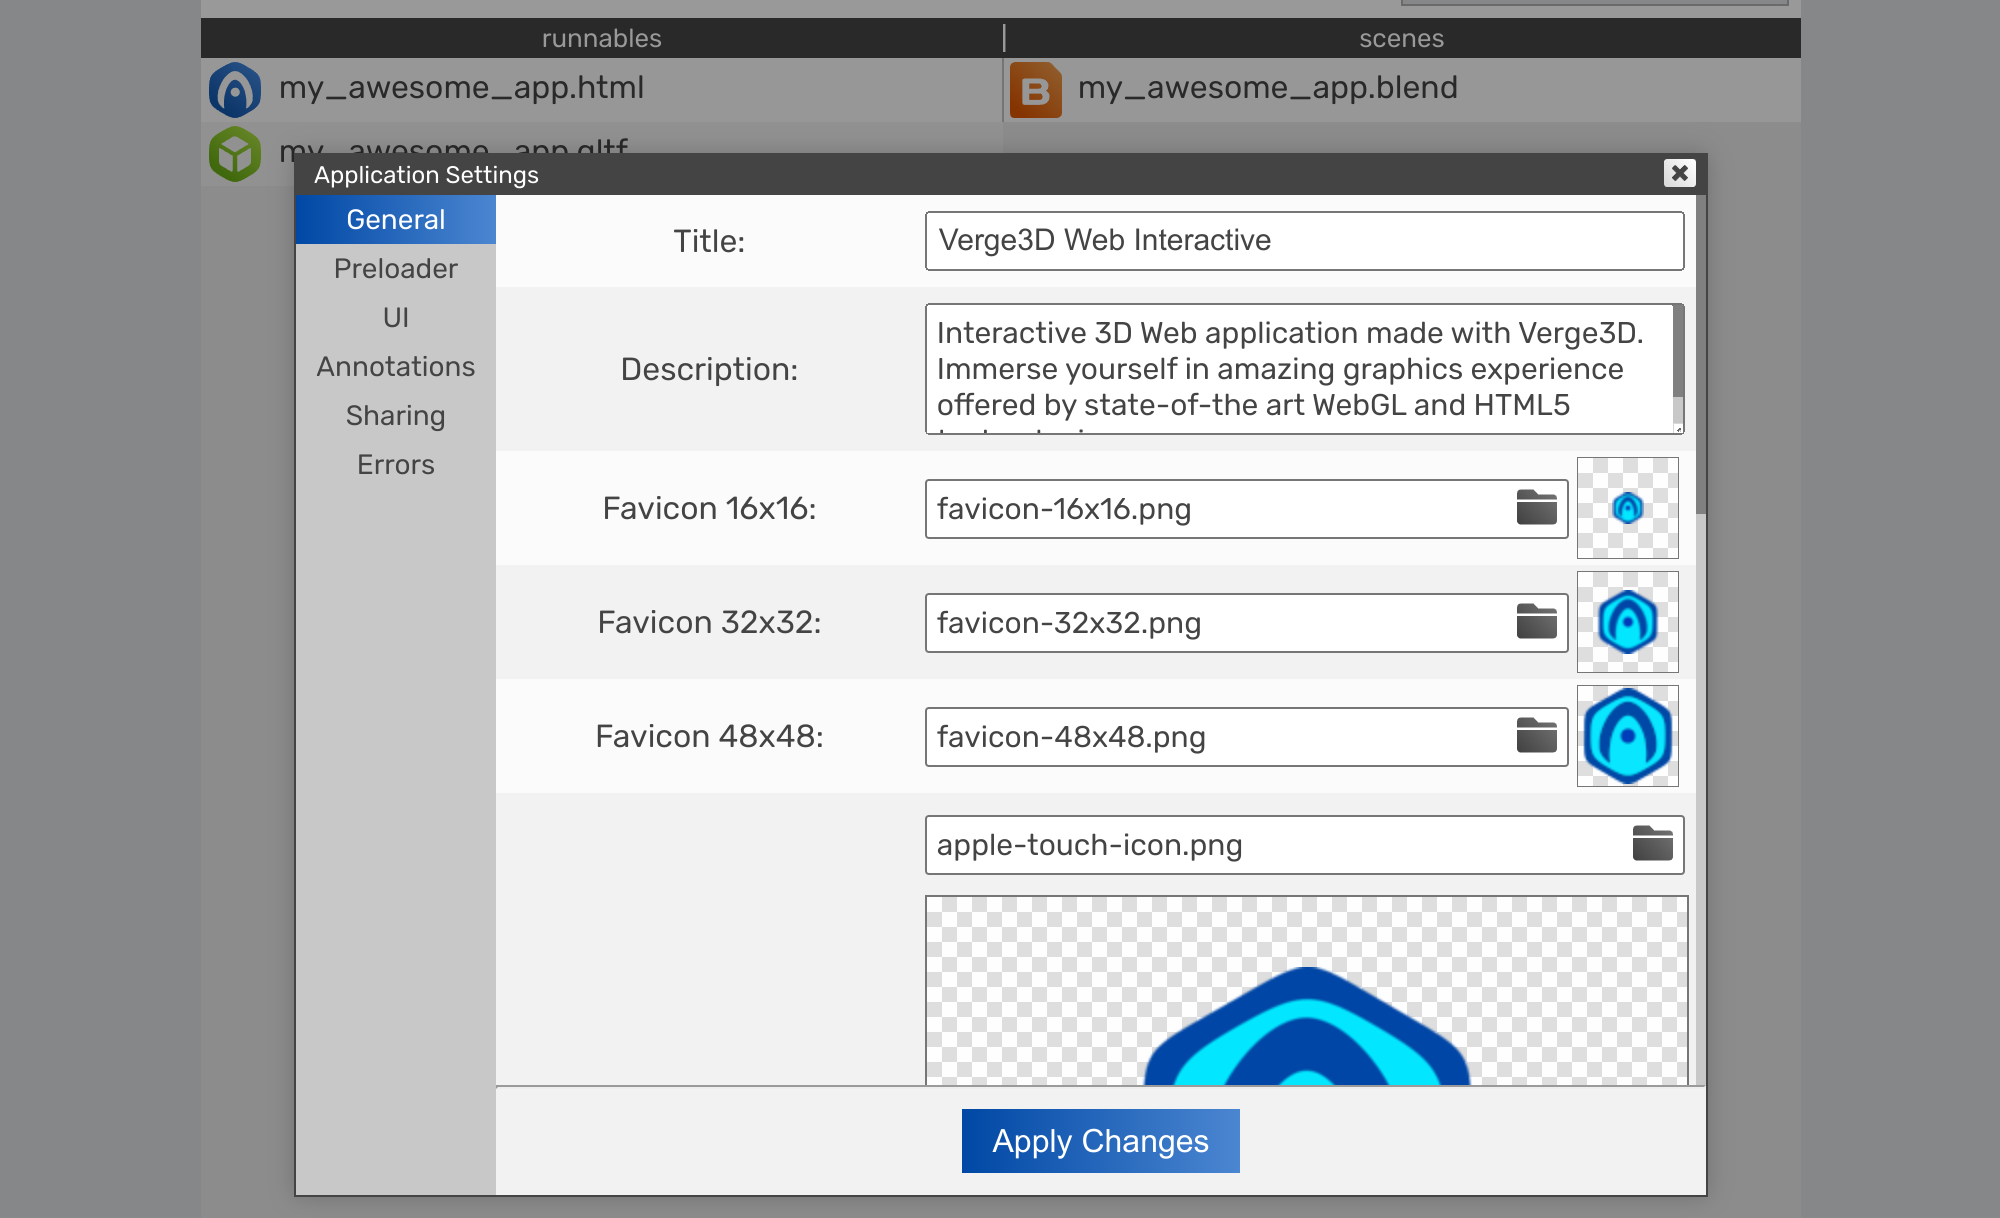 runnables
scenes
my_awesome_app.html
B
my_awesome_app.blend
my_awesome_app.gltf
Application Settings
General
Preloader
UI
Annotations
Sharing
Errors
Title:
Verge3D Web Interactive
Description:
Interactive 3D Web application made with Verge3D.
Immerse yourself in amazing graphics experience
offered by state-of-the art WebGL and HTML5
Favicon 16x16:
favicon-16x16.png
Favicon 32x32:
favicon-32x32.png
Favicon 48x48:
favicon-48x48.png
apple-touch-icon.png
Apply Changes